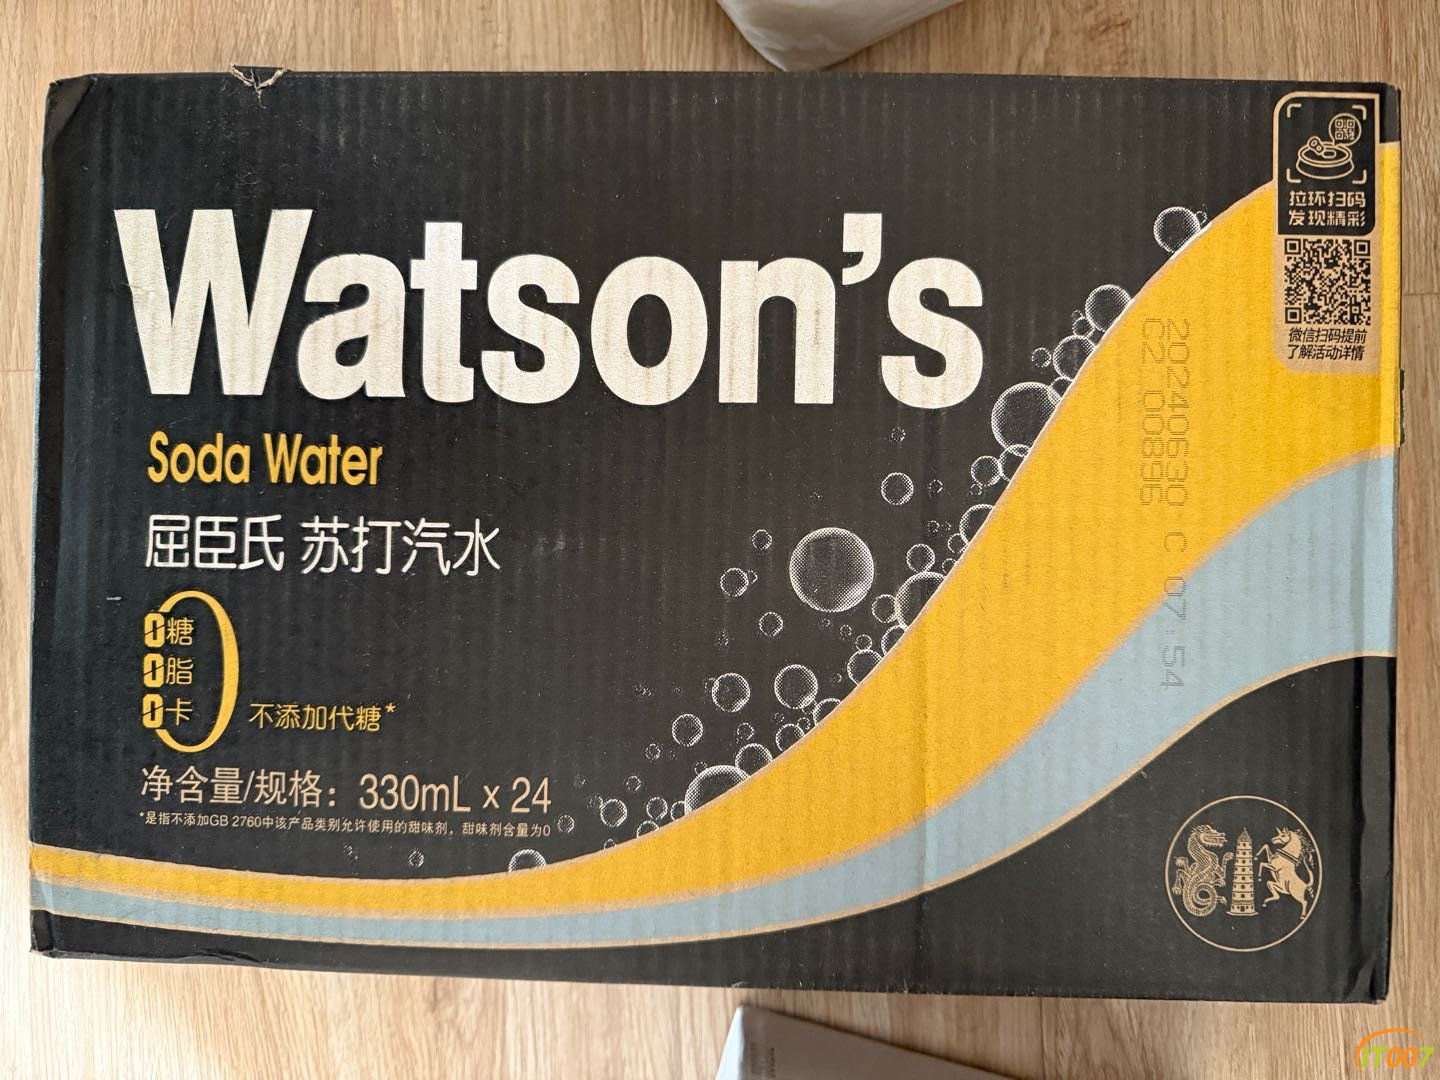 Watson's
Soda Water
屈臣氏 苏打汽水
0糖
0脂
0卡
0
不添加代糖*
净含量/规格：330mL x 24
*是指不添加GB 2760中该产品类别允许使用的甜味剂，甜味剂含量为0
拉环扫码
发现精彩
微信扫码提前
了解活动详情
20240630 C 07:54
C2 00896
IT007